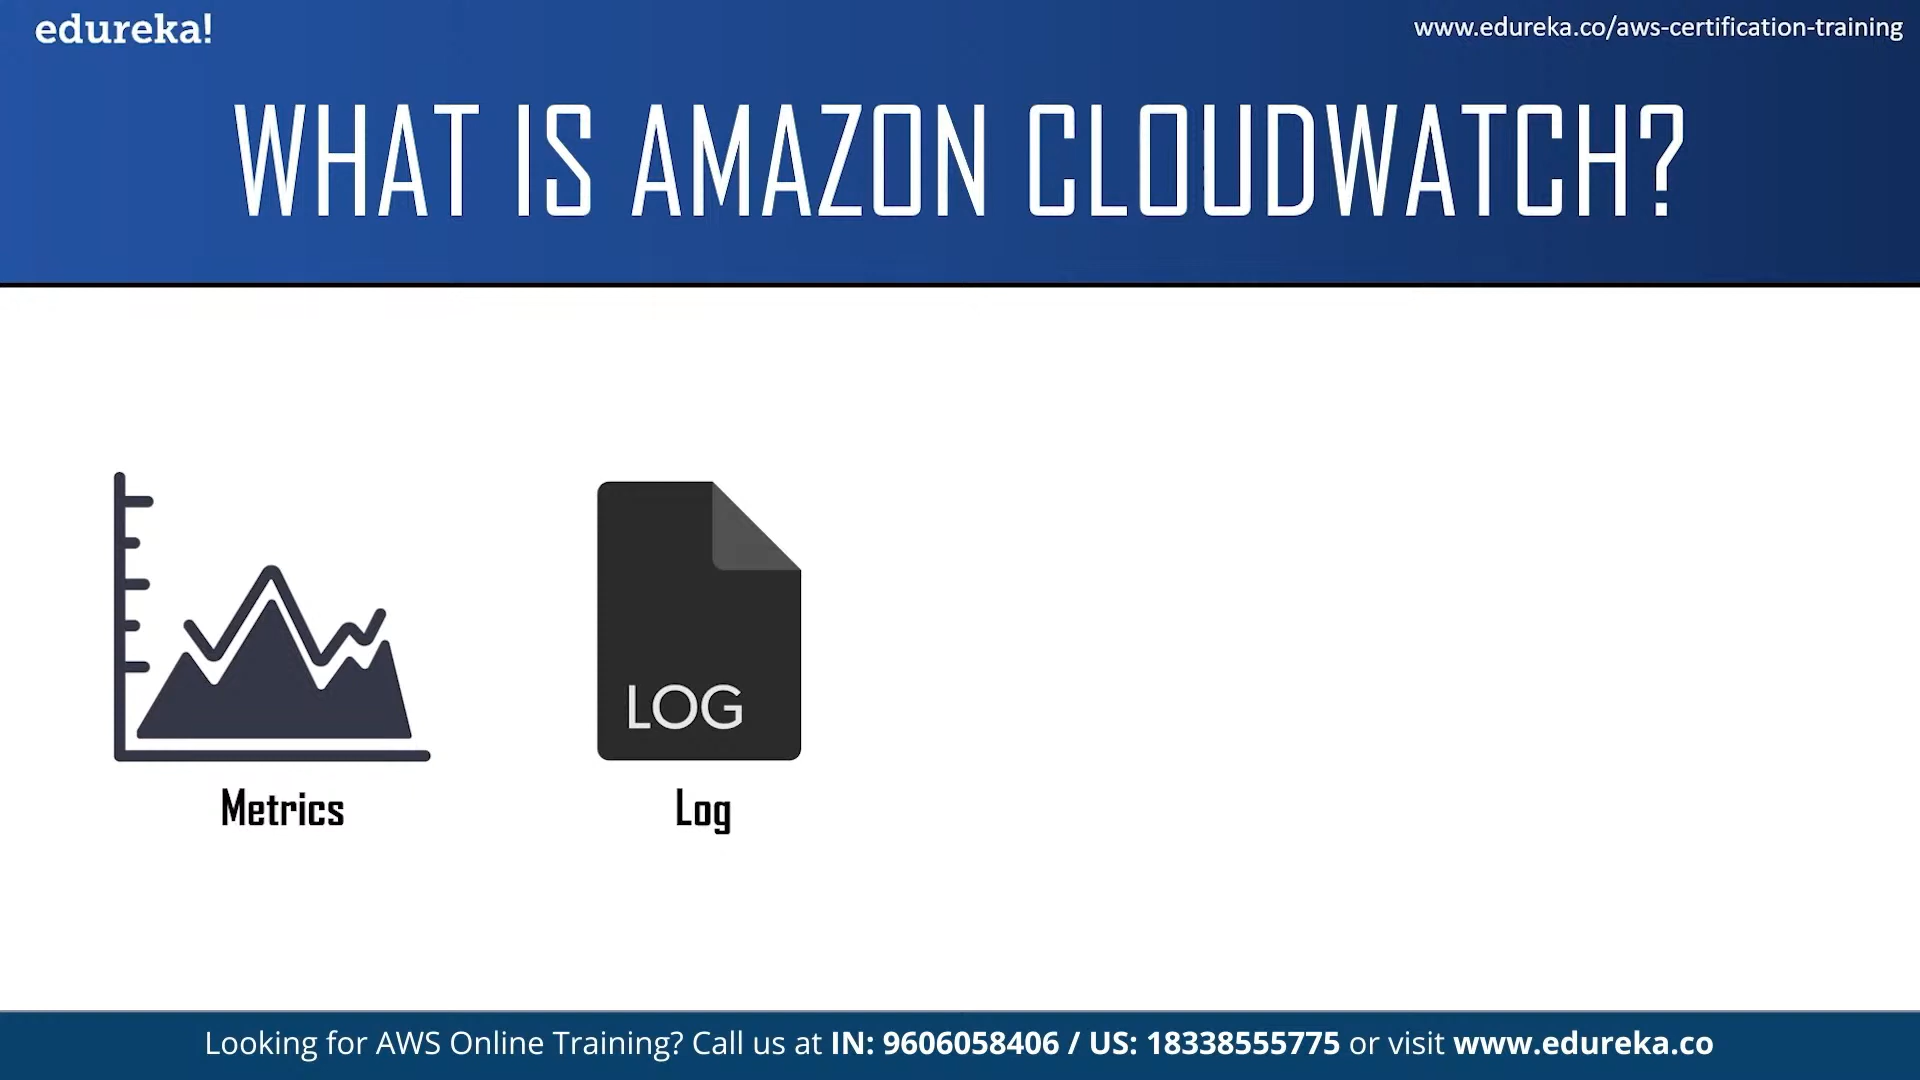 edureka!
www.edureka.co/aws-certification-training
WHAT IS AMAZON CLOUDWATCH?
LOG
Metrics
Log
Looking for AWS Online Training? Call us at IN: 9606058406 / US: 18338555775 or visit www.edureka.co